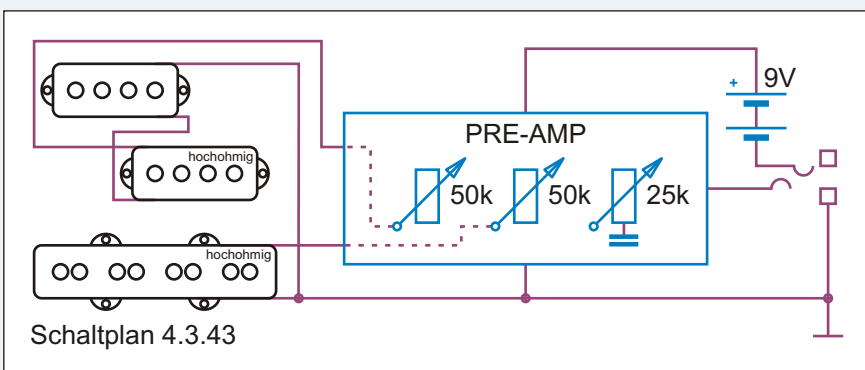 + 9V
PRE-AMP
hochohmig
50k 50k 25k
hochohmig
Schaltplan 4.3.43